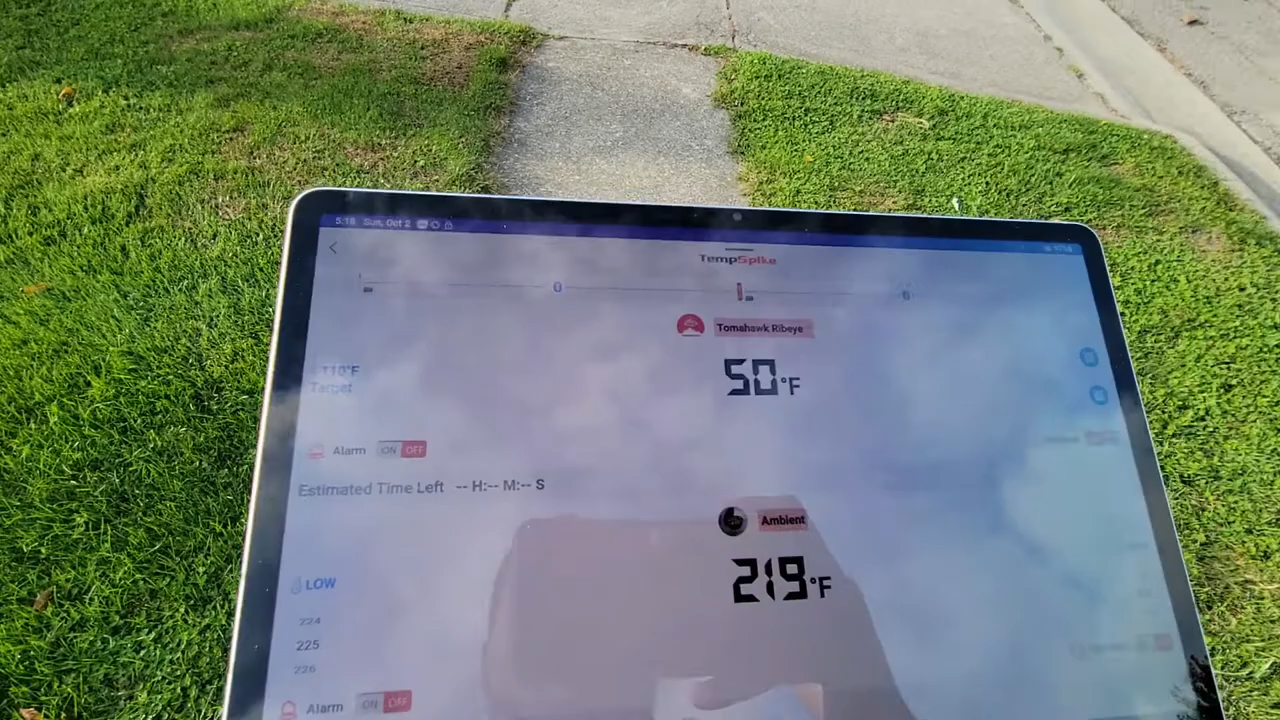 5:18 Sun, Oct 2
TempSpike
Tomahawk Ribeye
50°F
110°F
Target
Alarm ON OFF
Estimated Time Left -- H:-- M:-- S
Ambient
219°F
LOW
224
225
226
Alarm ON OFF